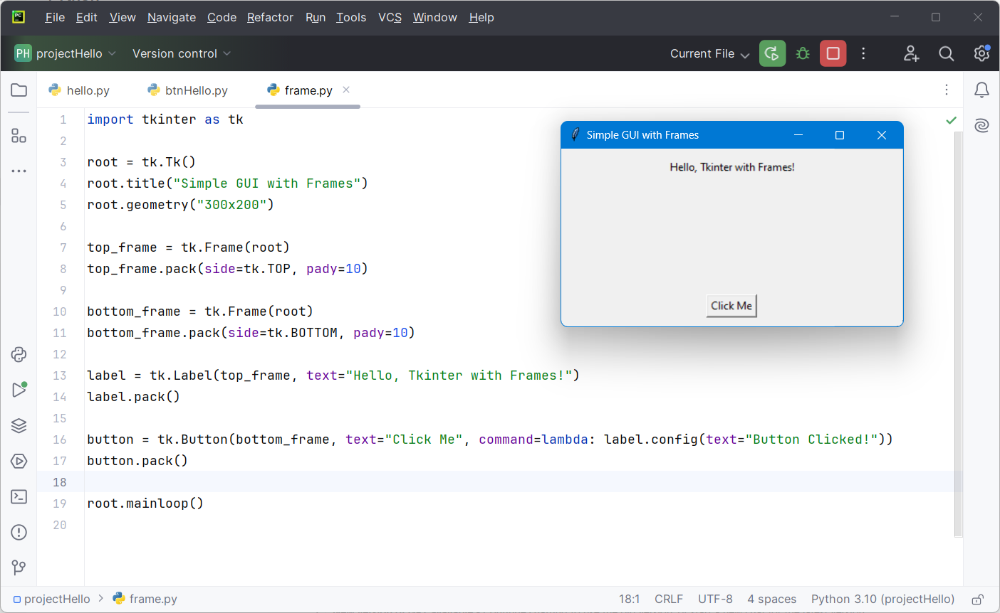 File Edit View Navigate Code Refactor Run Tools VCS Window Help
PH projectHello Version control Current File
hello.py btnHello.py frame.py
1 import tkinter as tk
2
3 root = tk.Tk()
4 root.title("Simple GUI with Frames")
5 root.geometry("300x200")
6
7 top_frame = tk.Frame(root)
8 top_frame.pack(side=tk.TOP, pady=10)
9
10 bottom_frame = tk.Frame(root)
11 bottom_frame.pack(side=tk.BOTTOM, pady=10)
12
13 label = tk.Label(top_frame, text="Hello, Tkinter with Frames!")
14 label.pack()
15
16 button = tk.Button(bottom_frame, text="Click Me", command=lambda: label.config(text="Button Clicked!"))
17 button.pack()
18
19 root.mainloop()
20
Simple GUI with Frames
Hello, Tkinter with Frames!
Click Me
projectHello > frame.py 18:1 CRLF UTF-8 4 spaces Python 3.10 (projectHello)